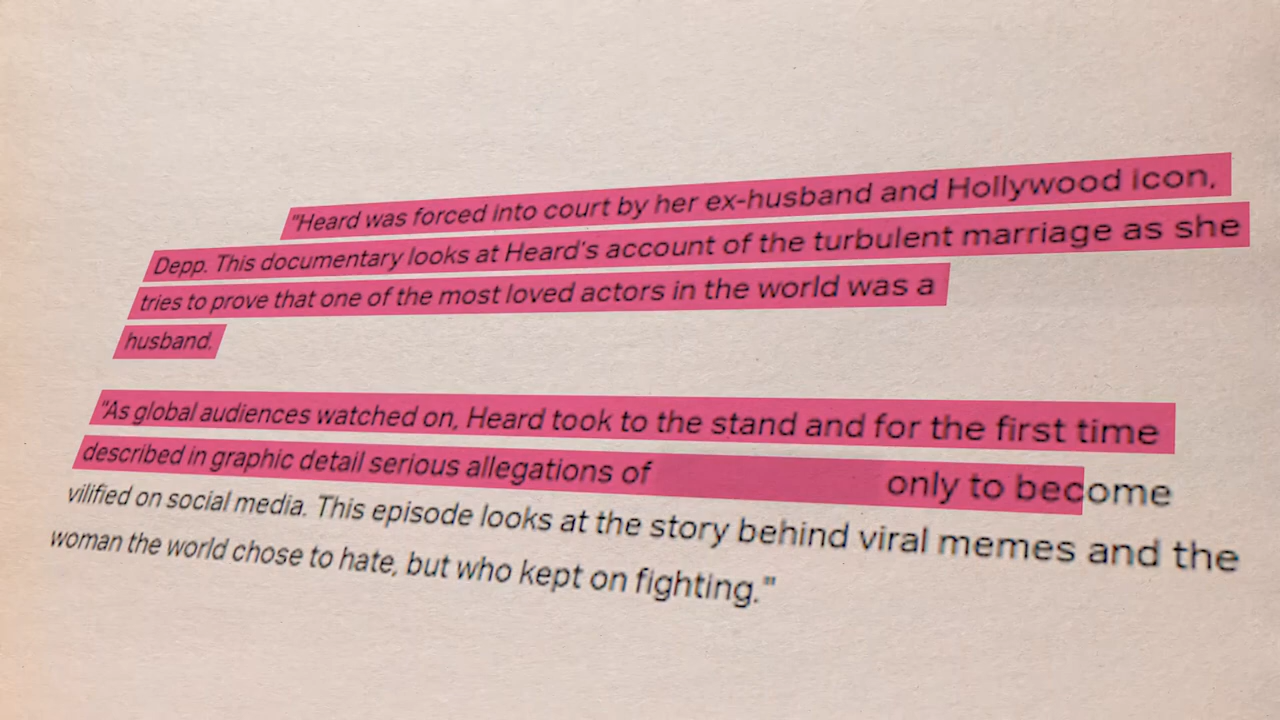 "Heard was forced into court by her ex-husband and Hollywood icon,
Depp. This documentary looks at Heard's account of the turbulent marriage as she
tries to prove that one of the most loved actors in the world was a
husband.
"As global audiences watched on, Heard took to the stand and for the first time
described in graphic detail serious allegations of only to become
vilified on social media. This episode looks at the story behind viral memes and the
woman the world chose to hate, but who kept on fighting."